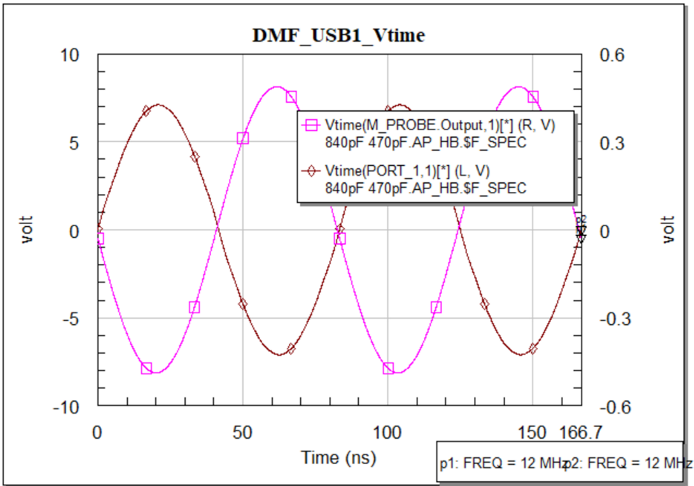 DMF_USB1_Vtime
10
5
0
-5
-10
volt
0.6
0.3
0
-0.3
-0.6
volt
Vtime(M_PROBE.Output,1)[*] (R, V)
840pF 470pF.AP_HB.$F_SPEC
Vtime(PORT_1,1)[*] (L, V)
840pF 470pF.AP_HB.$F_SPEC
0 50 100 150 166.7
Time (ns)
p1: FREQ = 12 MHz
p2: FREQ = 12 MHz